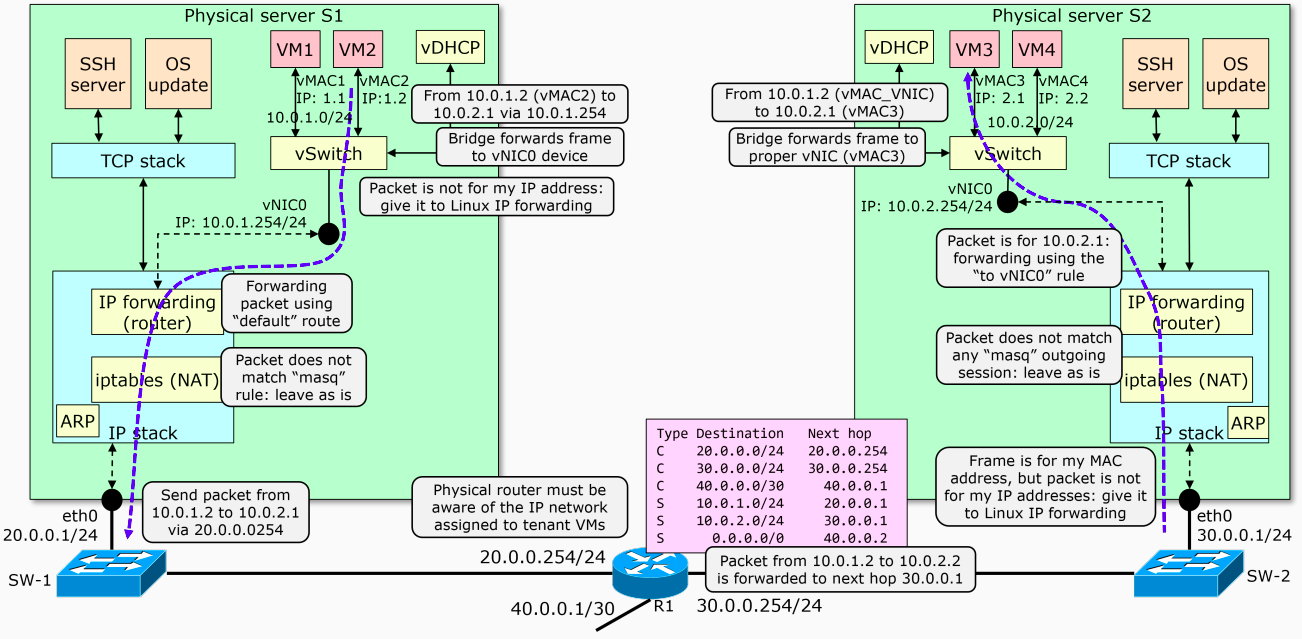 Physical server S1
SSH
server
OS
update
VM1
VM2
vDHCP
vMAC1
IP: 1.1
vMAC2
IP:1.2
10.0.1.0/24
From 10.0.1.2 (vMAC2) to
10.0.2.1 via 10.0.1.254
TCP stack
vSwitch
Bridge forwards frame
to vNIC0 device
Packet is not for my IP address:
give it to Linux IP forwarding
vNIC0
IP: 10.0.1.254/24
IP forwarding
(router)
Forwarding
packet using
“default” route
iptables (NAT)
Packet does not
match “masq”
rule: leave as is
ARP
IP stack
eth0
20.0.0.1/24
Send packet from
10.0.1.2 to 10.0.2.1
via 20.0.0.0254
SW-1
Physical router must be
aware of the IP network
assigned to tenant VMs
20.0.0.254/24
Type Destination Next hop
C 20.0.0.0/24 20.0.0.254
C 30.0.0.0/24 30.0.0.254
C 40.0.0.0/30 40.0.0.1
S 10.0.1.0/24 20.0.0.1
S 10.0.2.0/24 30.0.0.1
S 0.0.0.0/0 40.0.0.2
Packet from 10.0.1.2 to 10.0.2.2
is forwarded to next hop 30.0.0.1
40.0.0.1/30
R1
30.0.0.254/24
Physical server S2
vDHCP
VM3
VM4
SSH
server
OS
update
vMAC3
IP: 2.1
vMAC4
IP: 2.2
10.0.2.0/24
From 10.0.1.2 (vMAC_VNIC)
to 10.0.2.1 (vMAC3)
Bridge forwards frame to
proper vNIC (vMAC3)
vSwitch
TCP stack
vNIC0
IP: 10.0.2.254/24
Packet is for 10.0.2.1:
forwarding using the
“to vNIC0” rule
IP forwarding
(router)
Packet does not match
any “masq” outgoing
session: leave as is
iptables (NAT)
ARP
IP stack
Frame is for my MAC
address, but packet is not
for my IP addresses: give it
to Linux IP forwarding
eth0
30.0.0.1/24
SW-2